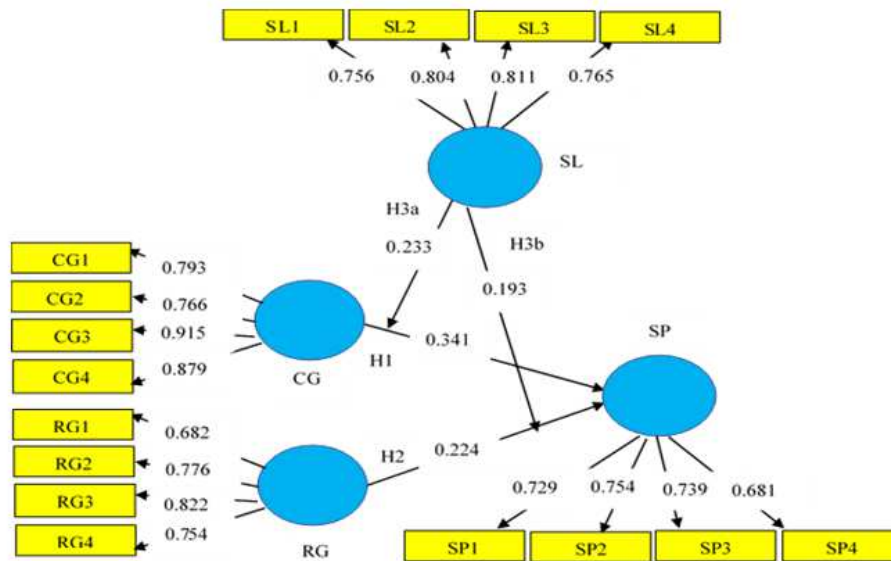 SL1 SL2 SL3 SL4
0.756 0.804 0.811 0.765
SL
H3a
0.233
H3b
0.193
CG1
0.793
CG2
0.766
CG3
0.915
CG4
0.879
CG
H1
0.341
SP
RG1
0.682
RG2
0.776
RG3
0.822
RG4
0.754
RG
H2
0.224
0.729 0.754 0.739 0.681
SP1 SP2 SP3 SP4